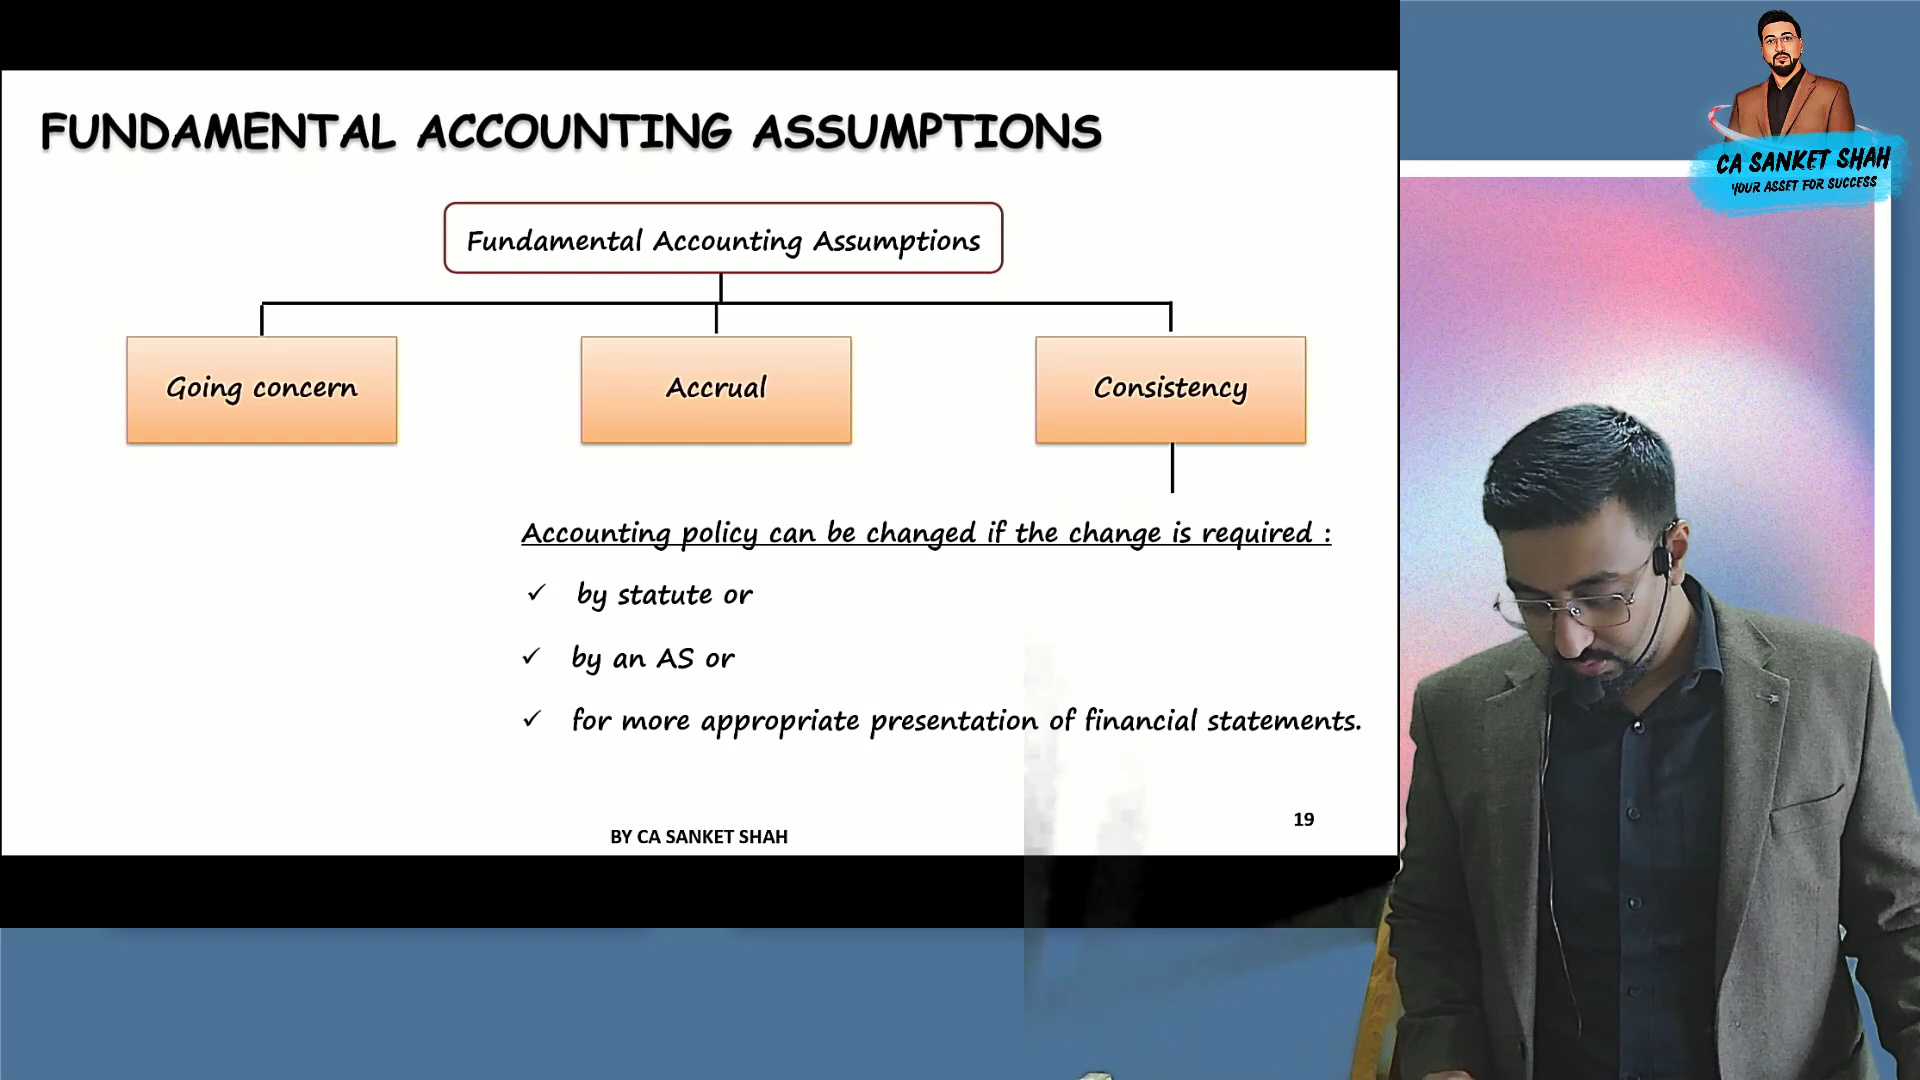 FUNDAMENTAL ACCOUNTING ASSUMPTIONS
Fundamental Accounting Assumptions
Going concern
Accrual
Consistency
Accounting policy can be changed if the change is required :
✓ by statute or
✓ by an AS or
✓ for more appropriate presentation of financial statements.
BY CA SANKET SHAH
19
CA SANKET SHAH
YOUR ASSET FOR SUCCESS